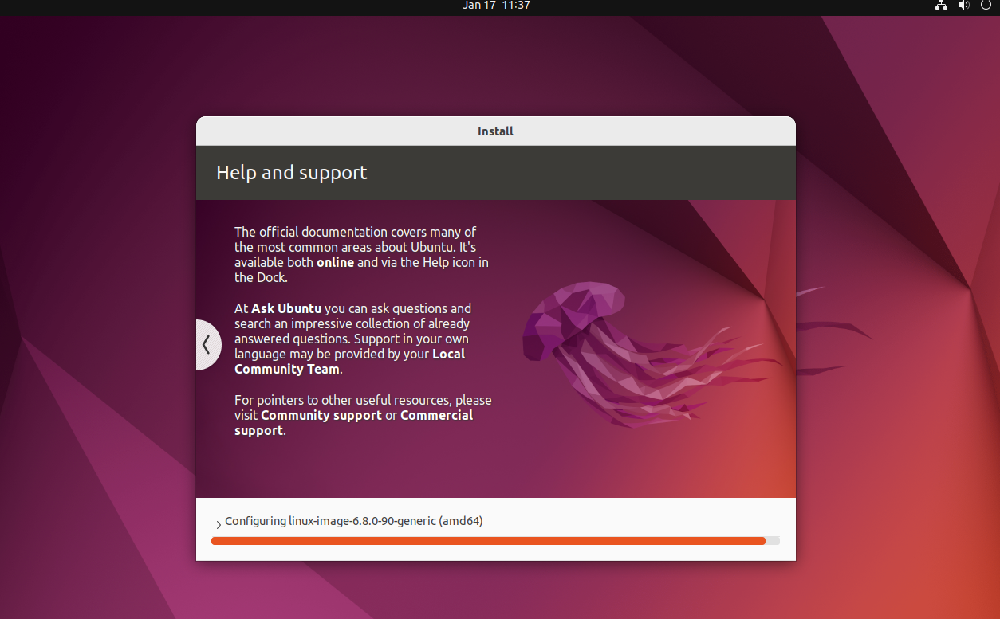 Jan 17 11:37
Install
Help and support
The official documentation covers many of
the most common areas about Ubuntu. It's
available both online and via the Help icon in
the Dock.
At Ask Ubuntu you can ask questions and
search an impressive collection of already
answered questions. Support in your own
language may be provided by your Local
Community Team.
For pointers to other useful resources, please
visit Community support or Commercial
support.
Configuring linux-image-6.8.0-90-generic (amd64)